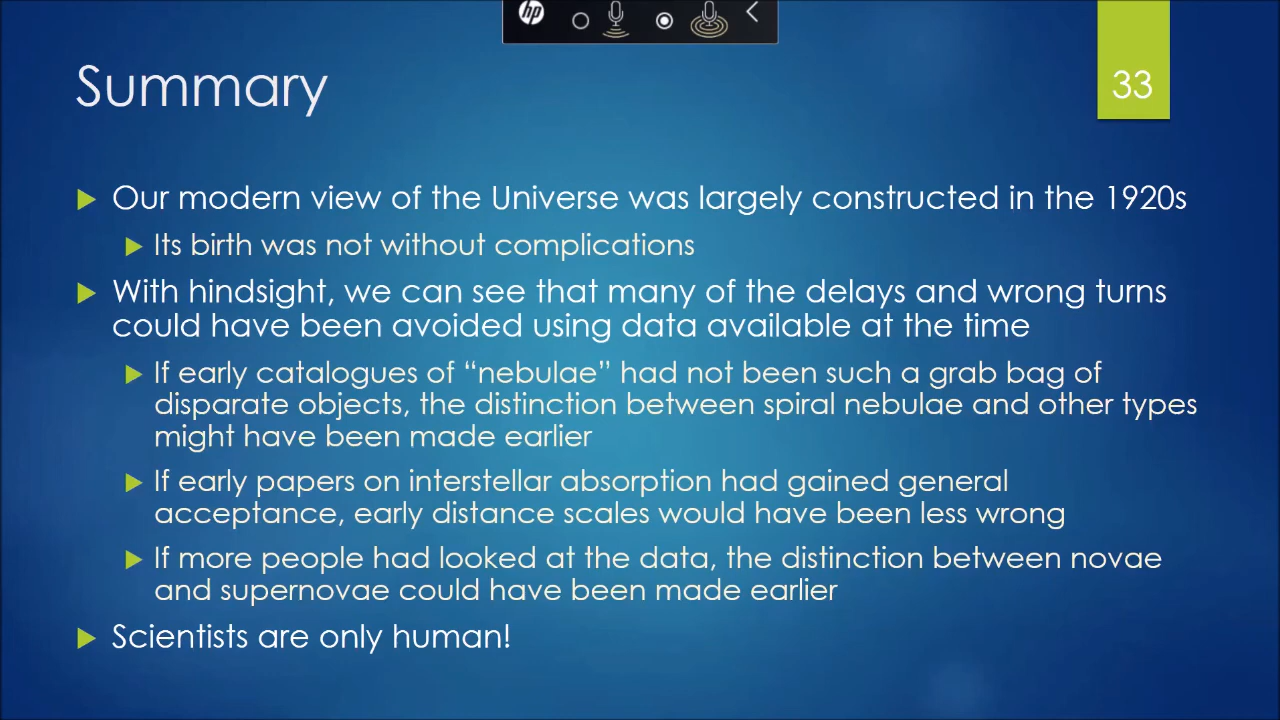 hp
Summary
33
Our modern view of the Universe was largely constructed in the 1920s
Its birth was not without complications
With hindsight, we can see that many of the delays and wrong turns
could have been avoided using data available at the time
If early catalogues of “nebulae” had not been such a grab bag of
disparate objects, the distinction between spiral nebulae and other types
might have been made earlier
If early papers on interstellar absorption had gained general
acceptance, early distance scales would have been less wrong
If more people had looked at the data, the distinction between novae
and supernovae could have been made earlier
Scientists are only human!